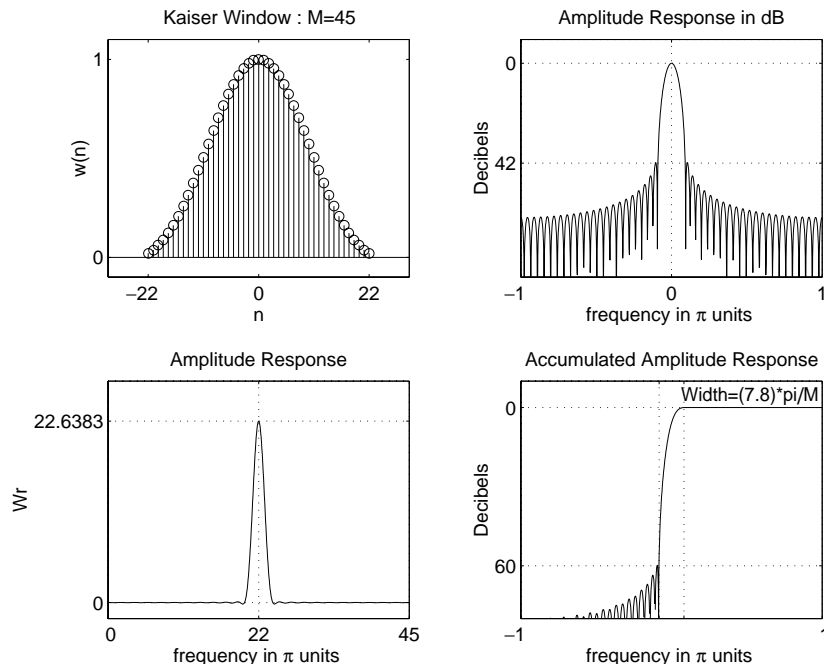 Kaiser Window : M=45
1
w(n)
0
−22
0
22
n
Amplitude Response in dB
0
Decibels
42
−1
0
1
frequency in π units
Amplitude Response
22.6383
Wr
0
0
22
45
frequency in π units
Accumulated Amplitude Response
Width=(7.8)*pi/M
0
Decibels
60
−1
1
frequency in π units